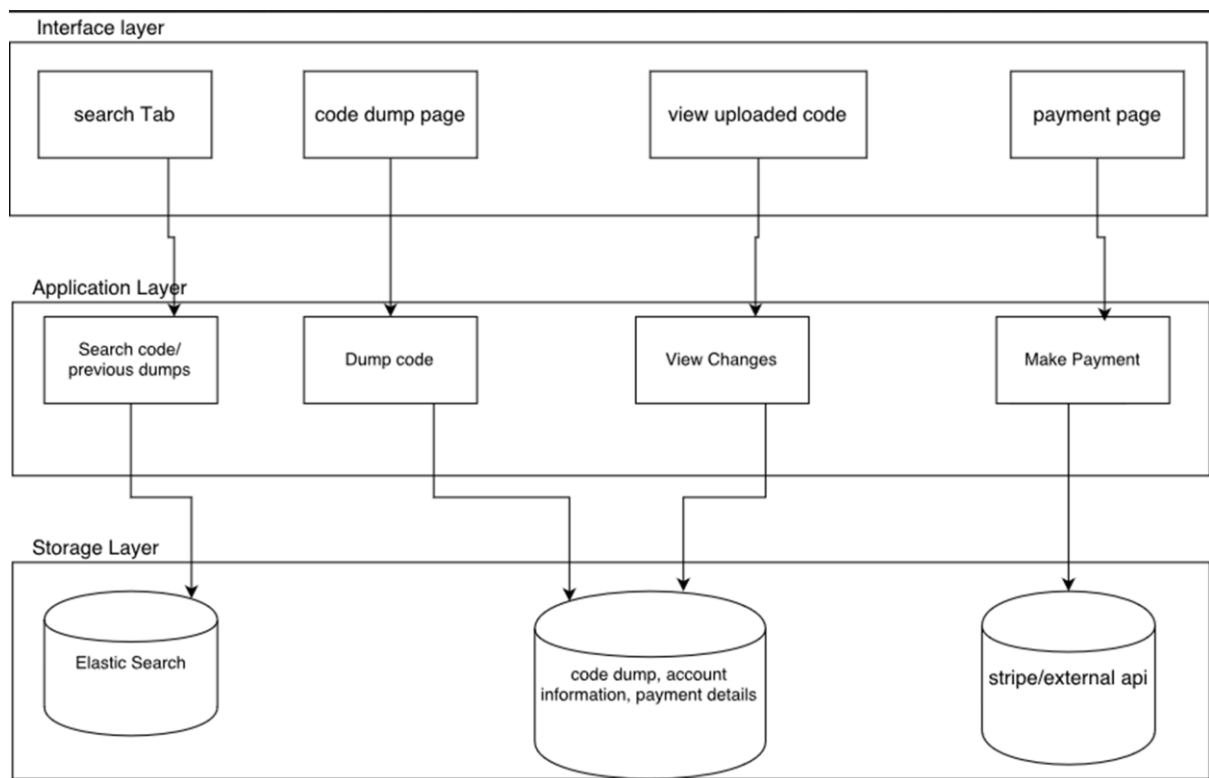 Interface layer
search Tab
code dump page
view uploaded code
payment page
Application Layer
Search code/
previous dumps
Dump code
View Changes
Make Payment
Storage Layer
Elastic Search
code dump, account
information, payment details
stripe/external api